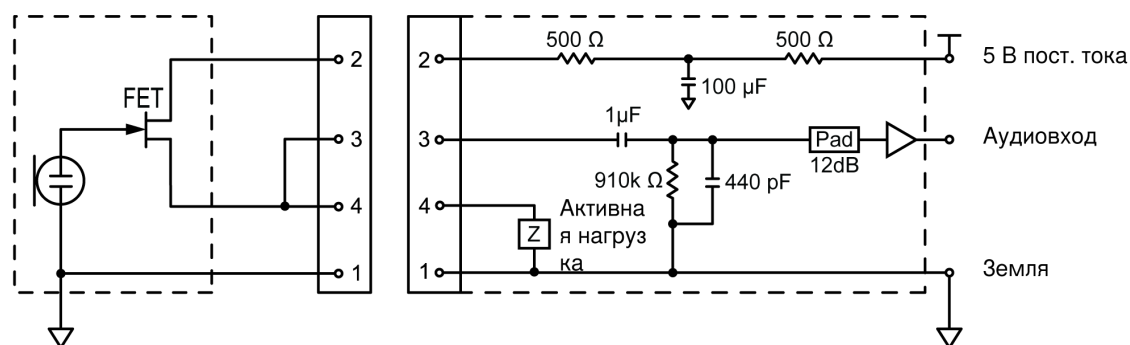 500 Ω
500 Ω
2
2
5 В пост. тока
FET
100 µF
1µF
3
3
Pad
Аудиовход
12dB
910k Ω
440 pF
4
4
Активна
я нагруз
ка
Z
1
1
Земля